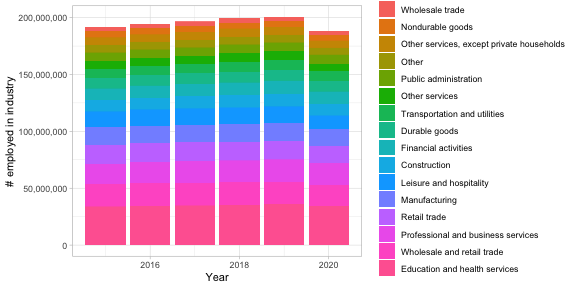 200,000,000
150,000,000
100,000,000
50,000,000
0
# employed in industry
2016
2018
2020
Year
Wholesale trade
Nondurable goods
Other services, except private households
Other
Public administration
Other services
Transportation and utilities
Durable goods
Financial activities
Construction
Leisure and hospitality
Manufacturing
Retail trade
Professional and business services
Wholesale and retail trade
Education and health services